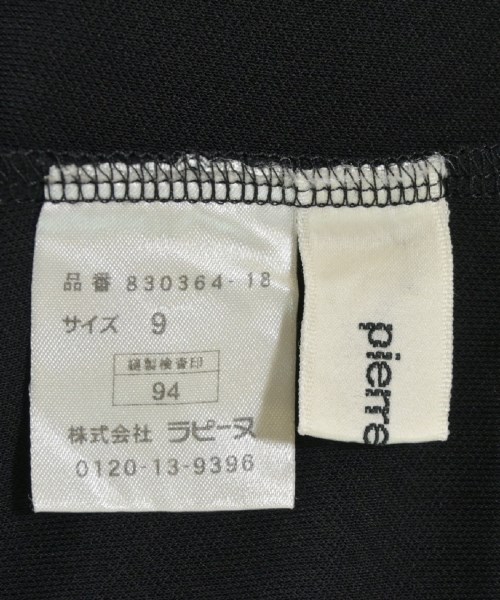 品番 830364-18
サイズ 9
縫製検査印
94
株式会社 ラピーヌ
0120-13-9396
pierre